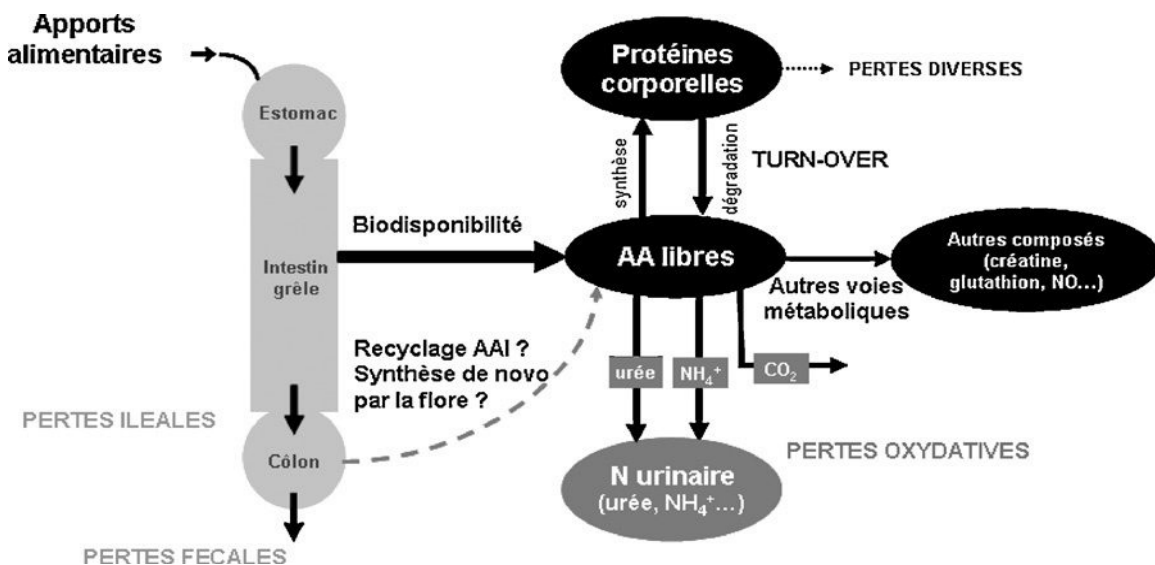 Apports
alimentaires
Estomac
Intestin
grêle
Côlon
PERTES ILEALES
PERTES FECALES
Biodisponibilité
Recyclage AAI ?
Synthèse de novo
par la flore ?
Protéines
corporelles
PERTES DIVERSES
synthèse
dégradation
TURN-OVER
AA libres
Autres composés
(créatine,
glutathion, NO...)
Autres voies
métaboliques
urée
NH₄⁺
CO₂
N urinaire
(urée, NH₄⁺...)
PERTES OXYDATIVES